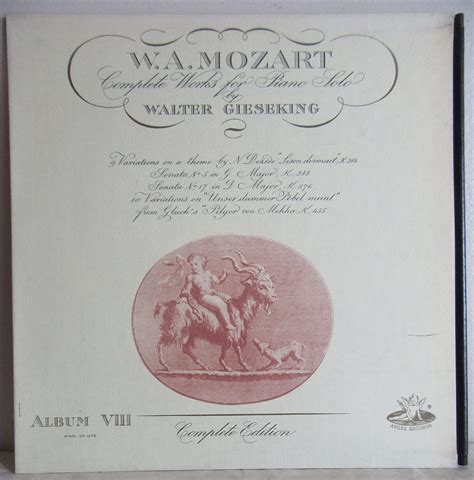 W. A. MOZART
Complete Works for Piano Solo
by
WALTER GIESEKING
9 Variations on a theme by N. Dezède "Lison dormait", K. 264
Sonata No 5 in G Major, K. 283
Sonata No 17 in D Major, K. 576
10 Variations on "Unser dummer Pöbel meint"
from Gluck's "Pilger von Mekka, K. 455
ALBUM VIII
Complete Edition
ANGEL RECORDS